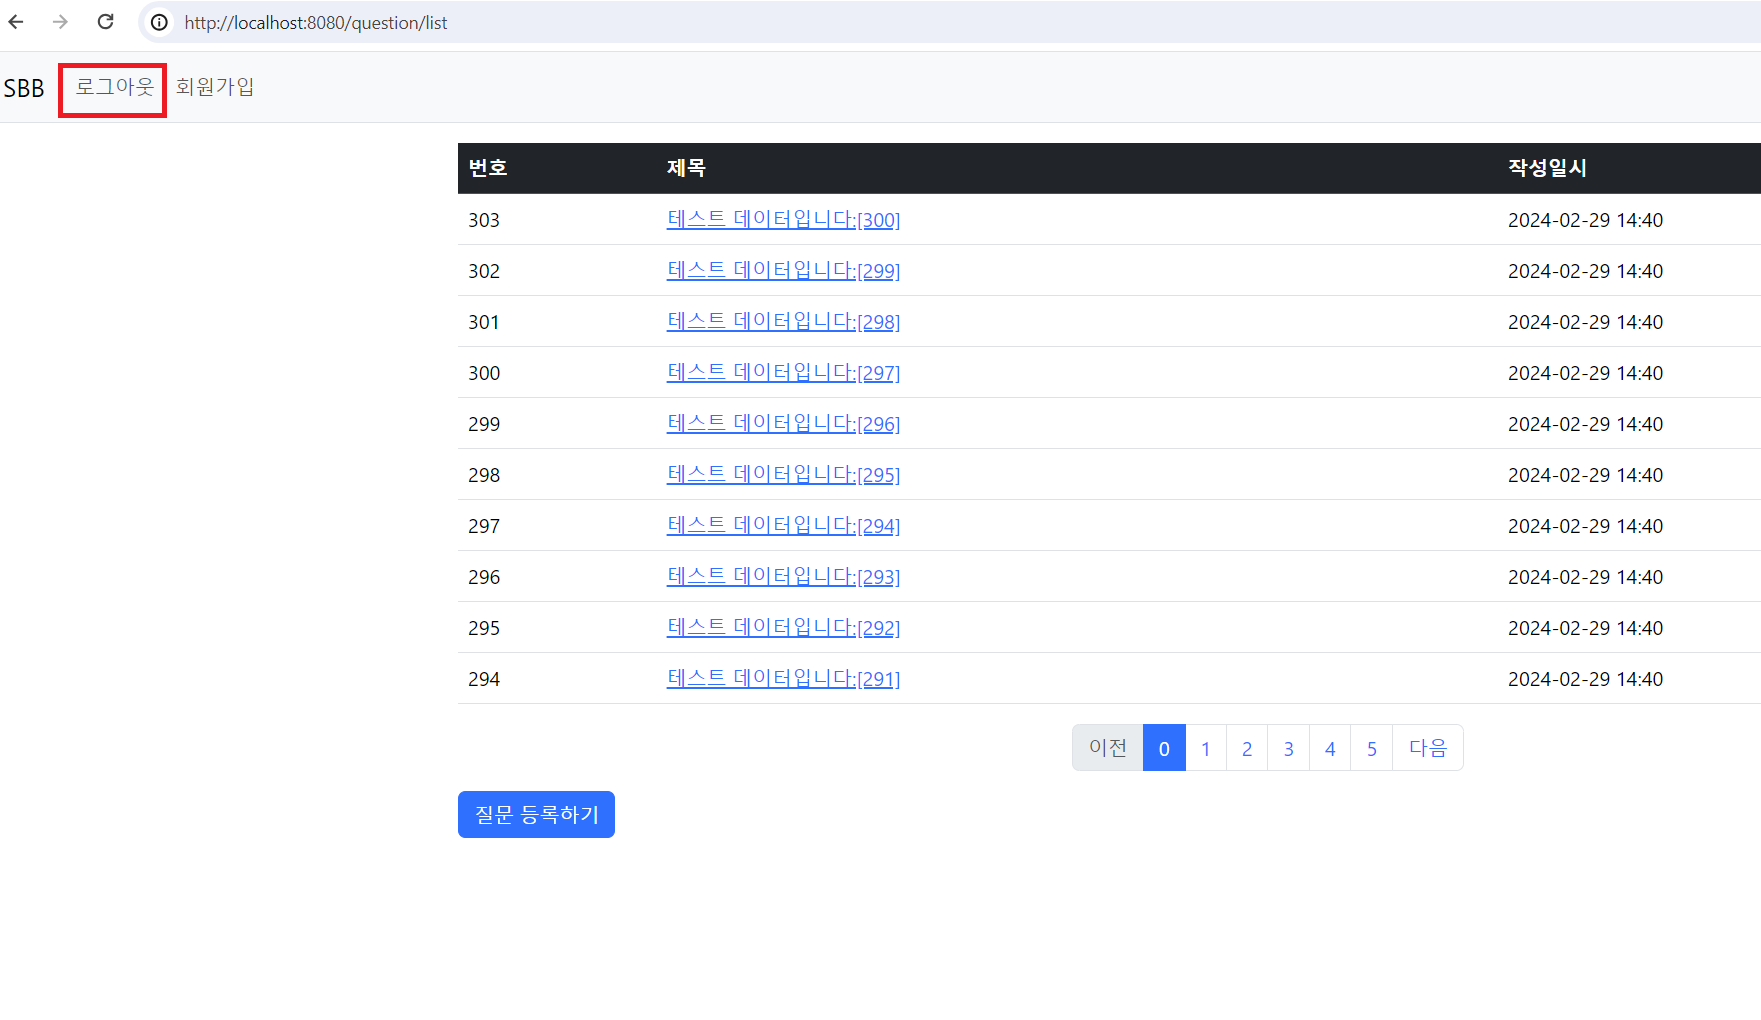 http://localhost:8080/question/list
SBB 로그아웃 회원가입
번호 제목 작성일시
303 테스트 데이터입니다:[300] 2024-02-29 14:40
302 테스트 데이터입니다:[299] 2024-02-29 14:40
301 테스트 데이터입니다:[298] 2024-02-29 14:40
300 테스트 데이터입니다:[297] 2024-02-29 14:40
299 테스트 데이터입니다:[296] 2024-02-29 14:40
298 테스트 데이터입니다:[295] 2024-02-29 14:40
297 테스트 데이터입니다:[294] 2024-02-29 14:40
296 테스트 데이터입니다:[293] 2024-02-29 14:40
295 테스트 데이터입니다:[292] 2024-02-29 14:40
294 테스트 데이터입니다:[291] 2024-02-29 14:40
이전 0 1 2 3 4 5 다음
질문 등록하기